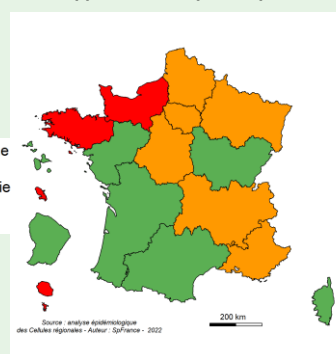 e
ie
200 km
Source : analyse épidémiologique
des Cellules régionales - Auteur : SpFrance - 2022